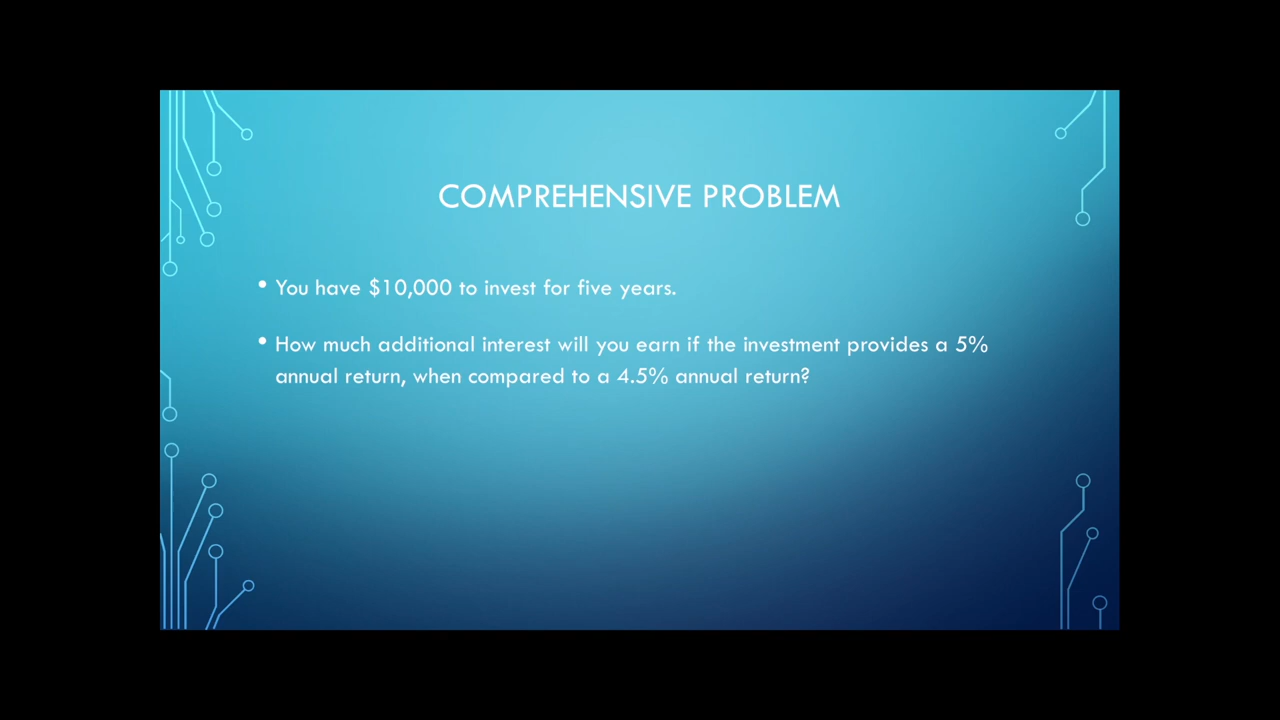 COMPREHENSIVE PROBLEM
• You have $10,000 to invest for five years.
• How much additional interest will you earn if the investment provides a 5%
annual return, when compared to a 4.5% annual return?